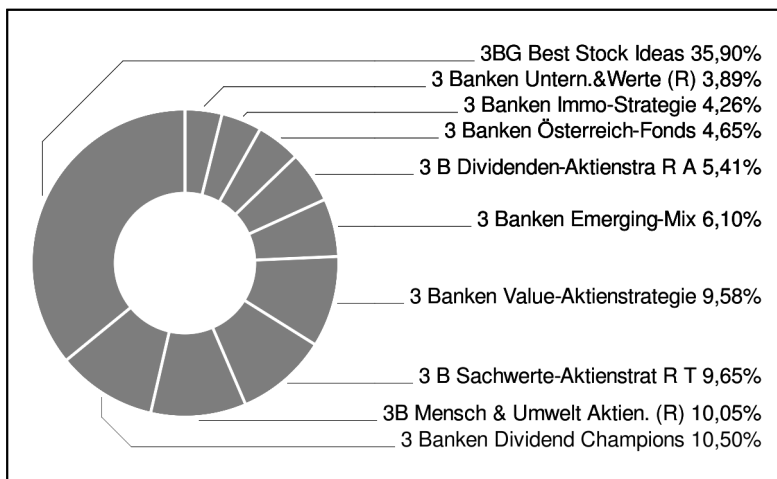 3BG Best Stock Ideas 35,90%
3 Banken Untern.&Werte (R) 3,89%
3 Banken Immo-Strategie 4,26%
3 Banken Österreich-Fonds 4,65%
3 B Dividenden-Aktienstra R A 5,41%
3 Banken Emerging-Mix 6,10%
3 Banken Value-Aktienstrategie 9,58%
3 B Sachwerte-Aktienstrat R T 9,65%
3B Mensch & Umwelt Aktien. (R) 10,05%
3 Banken Dividend Champions 10,50%